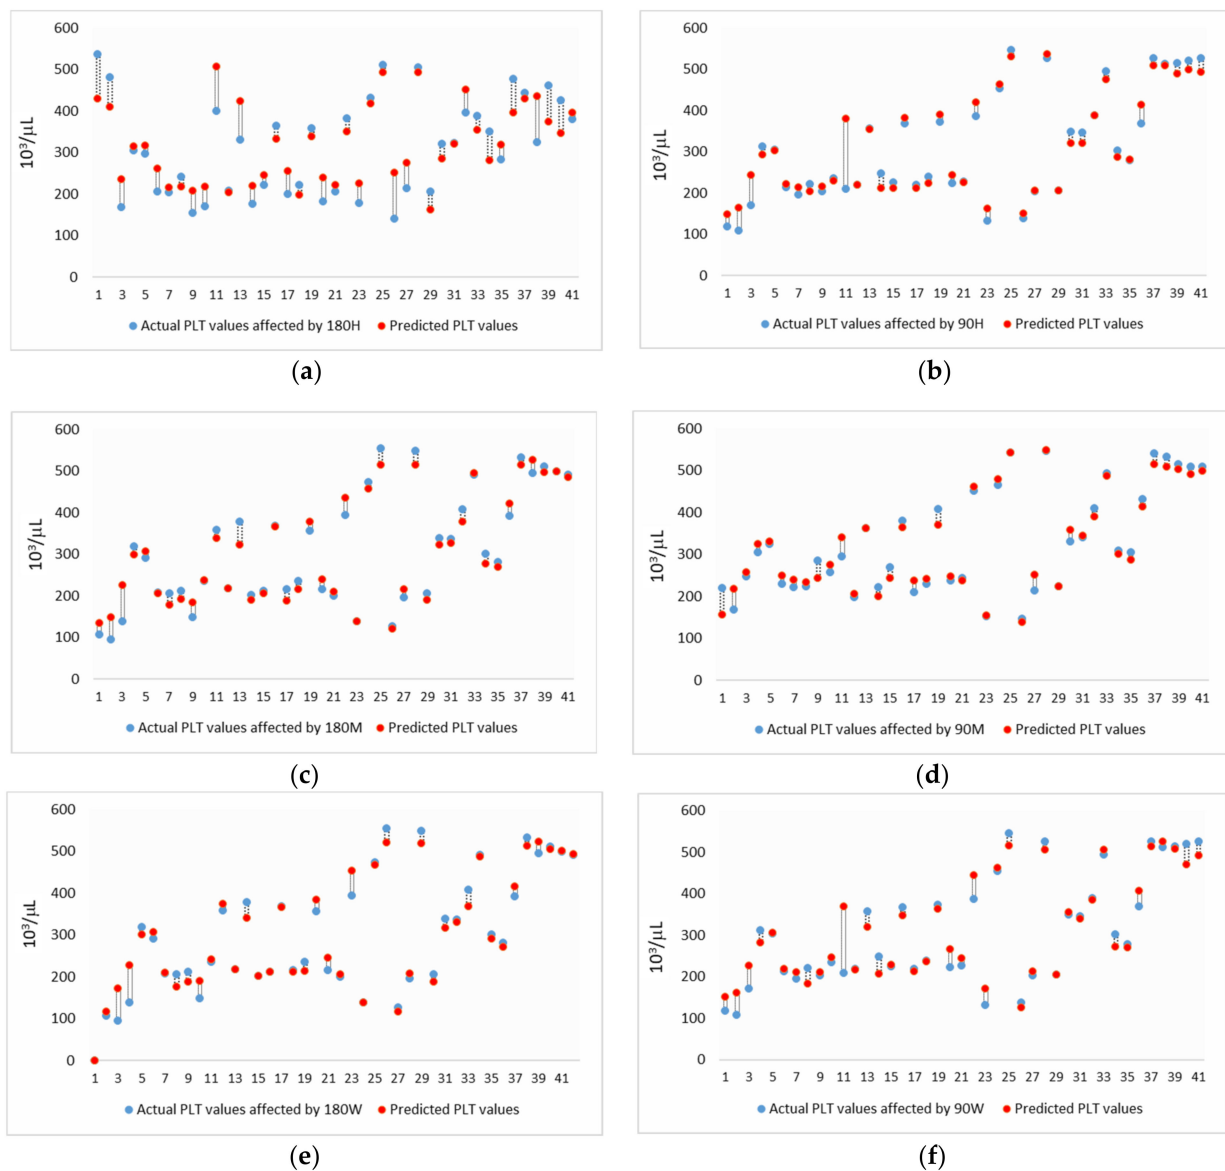 600
500
400
300
200
100
0
10³/µL
1 3 5 7 9 11 13 15 17 19 21 23 25 27 29 31 33 35 37 39 41
Actual PLT values affected by 180H Predicted PLT values
(a)
600
500
400
300
200
100
0
10³/µL
1 3 5 7 9 11 13 15 17 19 21 23 25 27 29 31 33 35 37 39 41
Actual PLT values affected by 90H Predicted PLT values
(b)
600
500
400
300
200
100
0
10³/µL
1 3 5 7 9 11 13 15 17 19 21 23 25 27 29 31 33 35 37 39 41
Actual PLT values affected by 180M Predicted PLT values
(c)
600
500
400
300
200
100
0
10³/µL
1 3 5 7 9 11 13 15 17 19 21 23 25 27 29 31 33 35 37 39 41
Actual PLT values affected by 90M Predicted PLT values
(d)
600
500
400
300
200
100
0
10³/µL
1 3 5 7 9 11 13 15 17 19 21 23 25 27 29 31 33 35 37 39 41
Actual PLT values affected by 180W Predicted PLT values
(e)
600
500
400
300
200
100
0
10³/µL
1 3 5 7 9 11 13 15 17 19 21 23 25 27 29 31 33 35 37 39 41
Actual PLT values affected by 90W Predicted PLT values
(f)